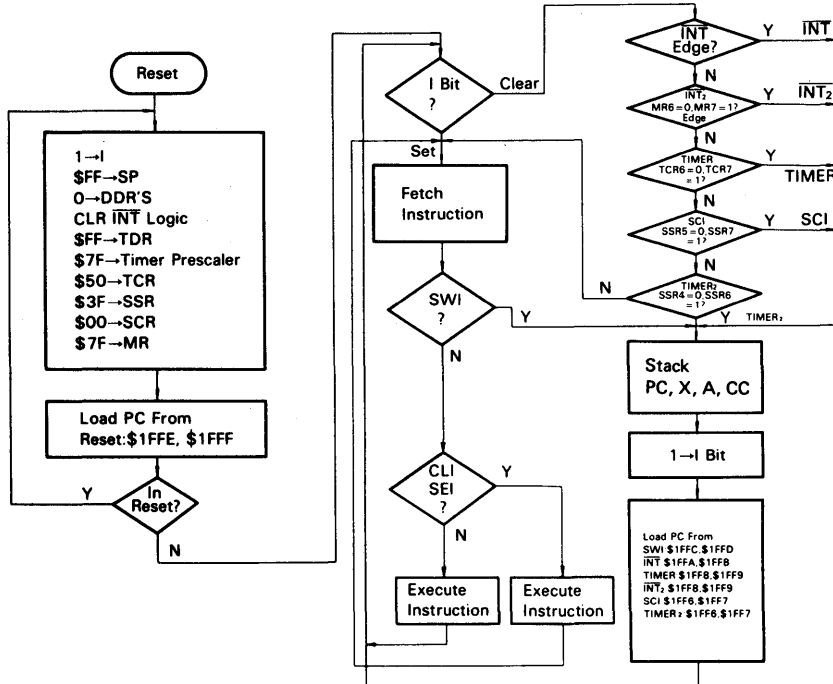 Reset
1→I
$FF→SP
0→DDR'S
CLR INT Logic
$FF→TDR
$7F→Timer Prescaler
$50→TCR
$3F→SSR
$00→SCR
$7F→MR
Load PC From
Reset:$1FFE, $1FFF
In
Reset?
Y
N
I Bit
?
Clear
Set
Fetch
Instruction
SWI
?
Y
N
CLI
SEI
?
Y
N
Execute
Instruction
Execute
Instruction
INT
Edge?
Y
INT
N
INT₂
MR6=0,MR7=1?
Edge
Y
INT₂
N
TIMER
TCR6=0,TCR7
=1?
Y
TIMER
N
SCI
SSR5=0,SSR7
=1?
Y
SCI
N
TIMER₂
SSR4=0,SSR6
=1?
N
Y
TIMER₂
Stack
PC, X, A, CC
1→I Bit
Load PC From
SWI $1FFC,$1FFD
INT $1FFA,$1FFB
TIMER $1FF8,$1FF9
INT₂ $1FF8,$1FF9
SCI $1FF6,$1FF7
TIMER₂ $1FF6,$1FF7